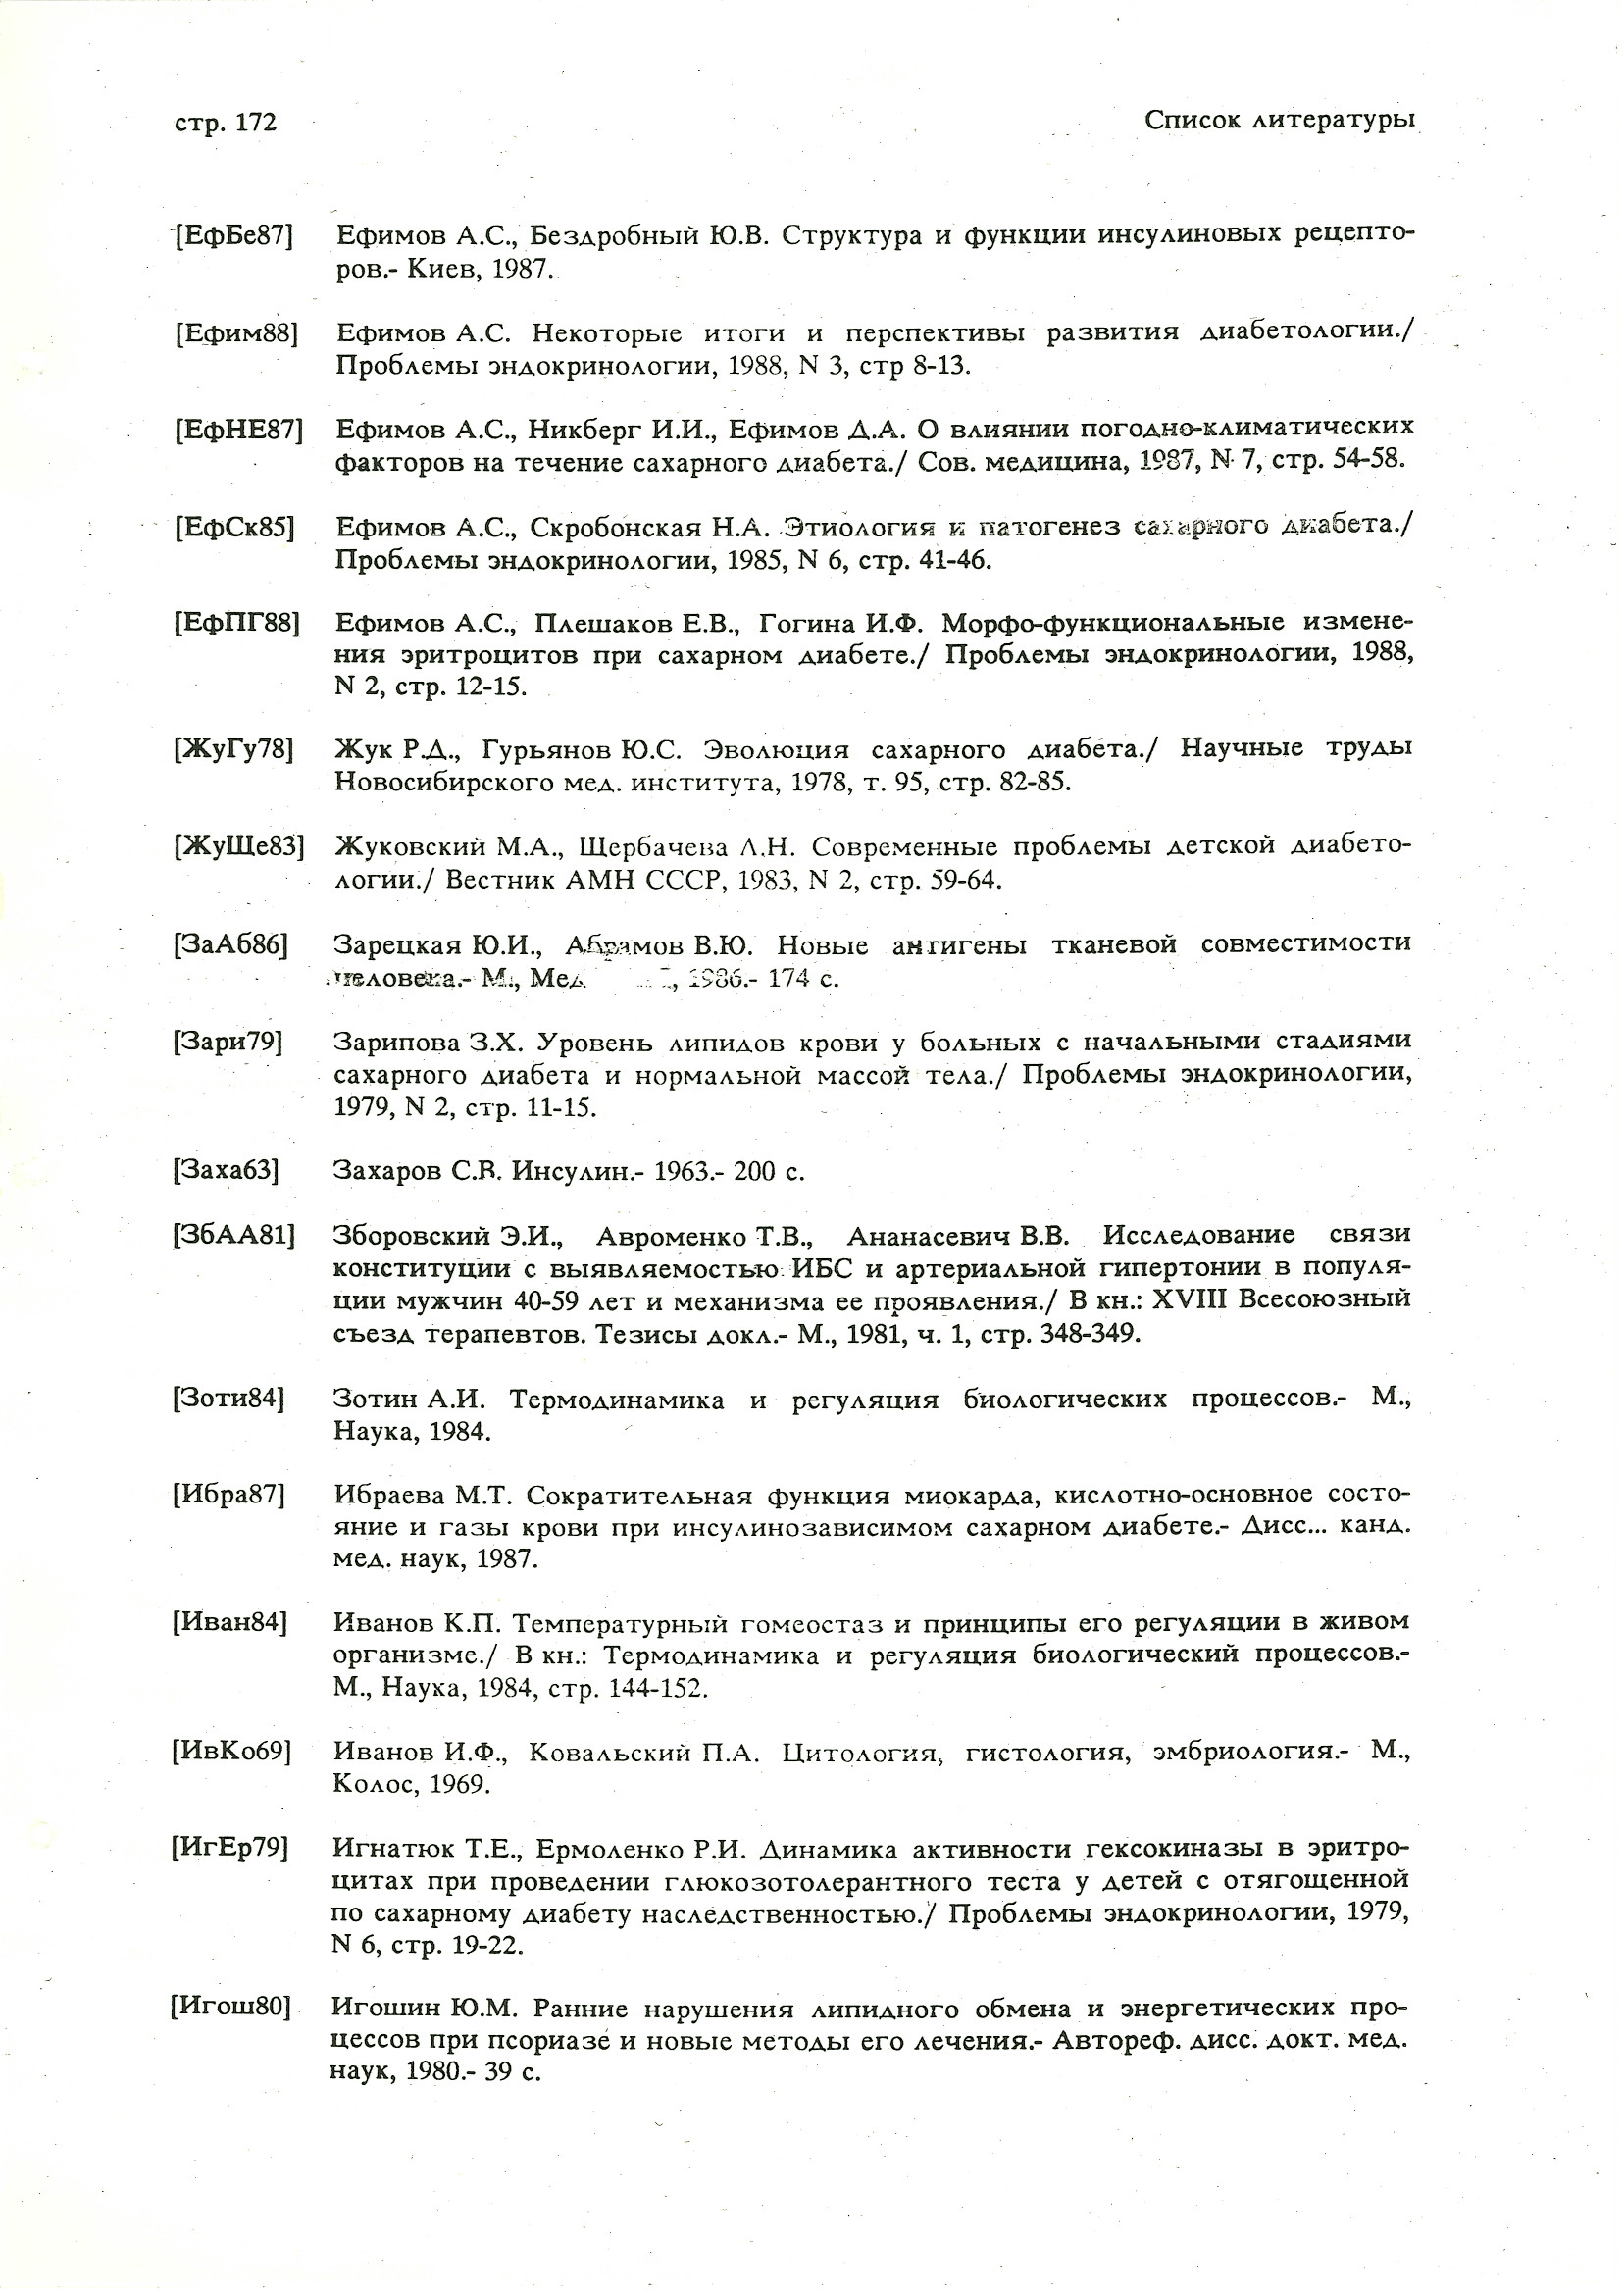 стр. 172
Список литературы
[ЕфБе87] Ефимов А.С., Бездробный Ю.В. Структура и функции инсулиновых рецепто-
ров.- Киев, 1987.
[Ефим88] Ефимов А.С. Некоторые итоги и перспективы развития диабетологии./
Проблемы эндокринологии, 1988, N 3, стр 8-13.
[ЕфНЕ87] Ефимов А.С., Никберг И.И., Ефимов Д.А. О влиянии погодно-климатических
факторов на течение сахарного диабета./ Сов. медицина, 1987, N 7, стр. 54-58.
[ЕфСк85] Ефимов А.С., Скробонская Н.А. Этиология и патогенез сахарного диабета./
Проблемы эндокринологии, 1985, N 6, стр. 41-46.
[ЕфПГ88] Ефимов А.С., Плешаков Е.В., Гогина И.Ф. Морфо-функциональные измене-
ния эритроцитов при сахарном диабете./ Проблемы эндокринологии, 1988,
N 2, стр. 12-15.
[ЖуГу78] Жук Р.Д., Гурьянов Ю.С. Эволюция сахарного диабета./ Научные труды
Новосибирского мед. института, 1978, т. 95, стр. 82-85.
[ЖуЩе83] Жуковский М.А., Щербачева Л.Н. Современные проблемы детской диабето-
логии./ Вестник АМН СССР, 1983, N 2, стр. 59-64.
[ЗаАб86] Зарецкая Ю.И., Абрамов В.Ю. Новые антигены тканевой совместимости
человека.- М., 1986.- 174 с.
[Зари79] Зарипова З.Х. Уровень липидов крови у больных с начальными стадиями
сахарного диабета и нормальной массой тела./ Проблемы эндокринологии,
1979, N 2, стр. 11-15.
[Заха63] Захаров С.В. Инсулин.- 1963.- 200 с.
[ЗбАА81] Зборовский Э.И., Авроменко Т.В., Ананасевич В.В. Исследование связи
конституции с выявляемостью ИБС и артериальной гипертонии в популя-
ции мужчин 40-59 лет и механизма ее проявления./ В кн.: XVIII Всесоюзный
съезд терапевтов. Тезисы докл.- М., 1981, ч. 1, стр. 348-349.
[Зоти84] Зотин А.И. Термодинамика и регуляция биологических процессов.- М.,
Наука, 1984.
[Ибра87] Ибраева М.Т. Сократительная функция миокарда, кислотно-основное состо-
яние и газы крови при инсулинозависимом сахарном диабете.- Дисс... канд.
мед. наук, 1987.
[Иван84] Иванов К.П. Температурный гомеостаз и принципы его регуляции в живом
организме./ В кн.: Термодинамика и регуляция биологический процессов.-
М., Наука, 1984, стр. 144-152.
[ИвКо69] Иванов И.Ф., Ковальский П.А. Цитология, гистология, эмбриология.- М.,
Колос, 1969.
[ИгЕр79] Игнатюк Т.Е., Ермоленко Р.И. Динамика активности гексокиназы в эритро-
цитах при проведении глюкозотолерантного теста у детей с отягощенной
по сахарному диабету наследственностью./ Проблемы эндокринологии, 1979,
N 6, стр. 19-22.
[Игош80] Игошин Ю.М. Ранние нарушения липидного обмена и энергетических про-
цессов при псориазе и новые методы его лечения.- Автореф. дисс. докт. мед.
наук, 1980.- 39 с.